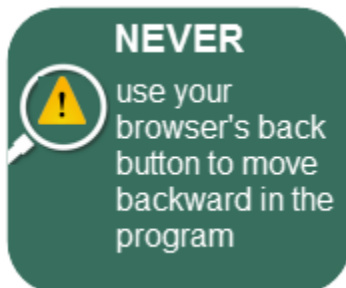 NEVER
use your
browser's back
button to move
backward in the
program